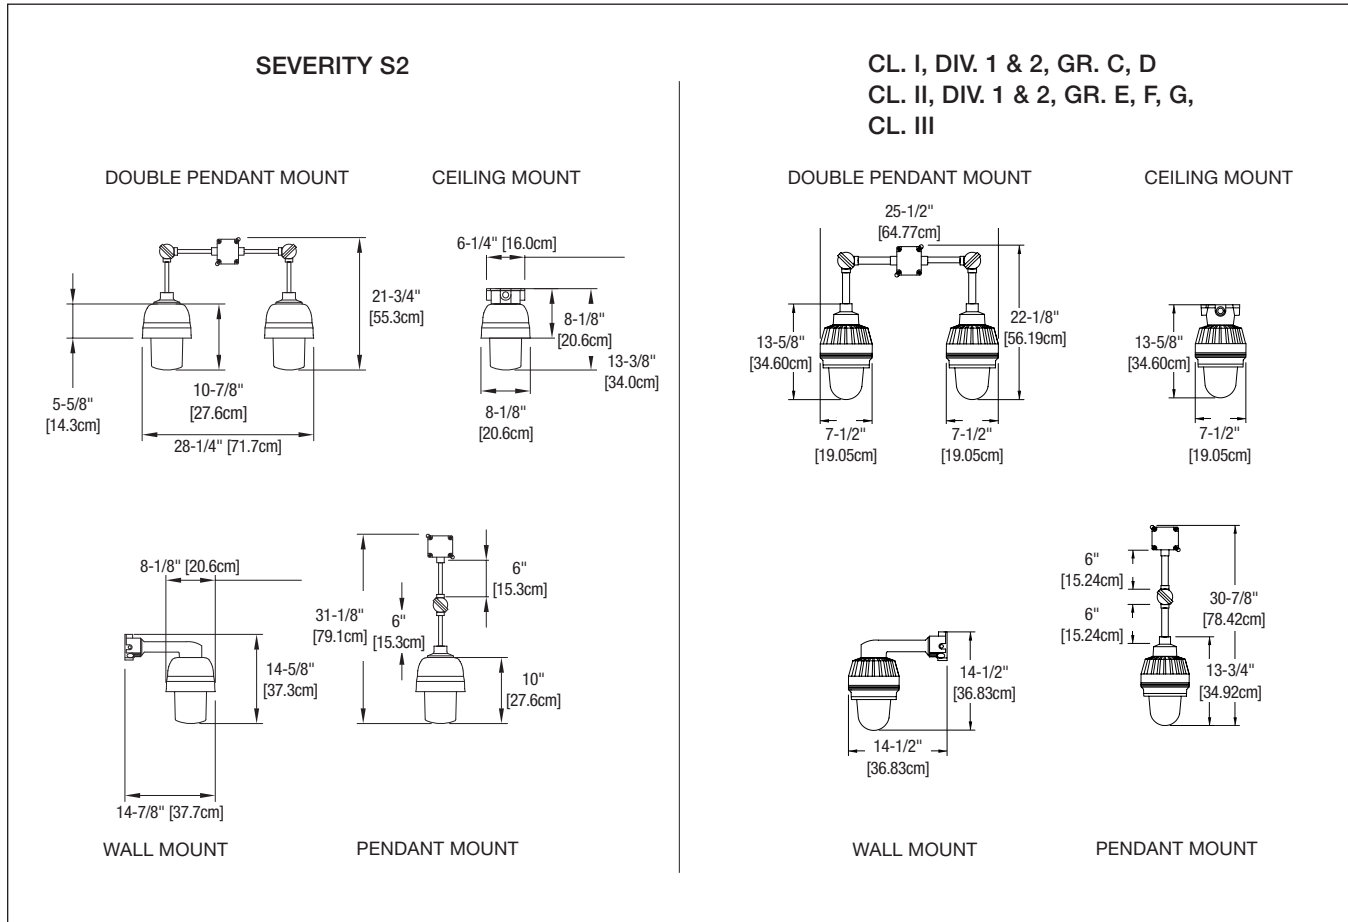 SEVERITY S2
DOUBLE PENDANT MOUNT
CEILING MOUNT
6-1/4" [16.0cm]
21-3/4"
[55.3cm]
8-1/8"
[20.6cm]
13-3/8"
[34.0cm]
10-7/8"
[27.6cm]
5-5/8"
[14.3cm]
8-1/8"
[20.6cm]
28-1/4" [71.7cm]
8-1/8" [20.6cm]
6"
[15.3cm]
31-1/8"
[79.1cm]
6"
[15.3cm]
14-5/8"
[37.3cm]
10"
[27.6cm]
14-7/8" [37.7cm]
WALL MOUNT
PENDANT MOUNT
CL. I, DIV. 1 & 2, GR. C, D
CL. II, DIV. 1 & 2, GR. E, F, G,
CL. III
DOUBLE PENDANT MOUNT
CEILING MOUNT
25-1/2"
[64.77cm]
22-1/8"
[56.19cm]
13-5/8"
[34.60cm]
13-5/8"
[34.60cm]
7-1/2"
[19.05cm]
7-1/2"
[19.05cm]
7-1/2"
[19.05cm]
6"
[15.24cm]
6"
[15.24cm]
30-7/8"
[78.42cm]
14-1/2"
[36.83cm]
13-3/4"
[34.92cm]
14-1/2"
[36.83cm]
WALL MOUNT
PENDANT MOUNT